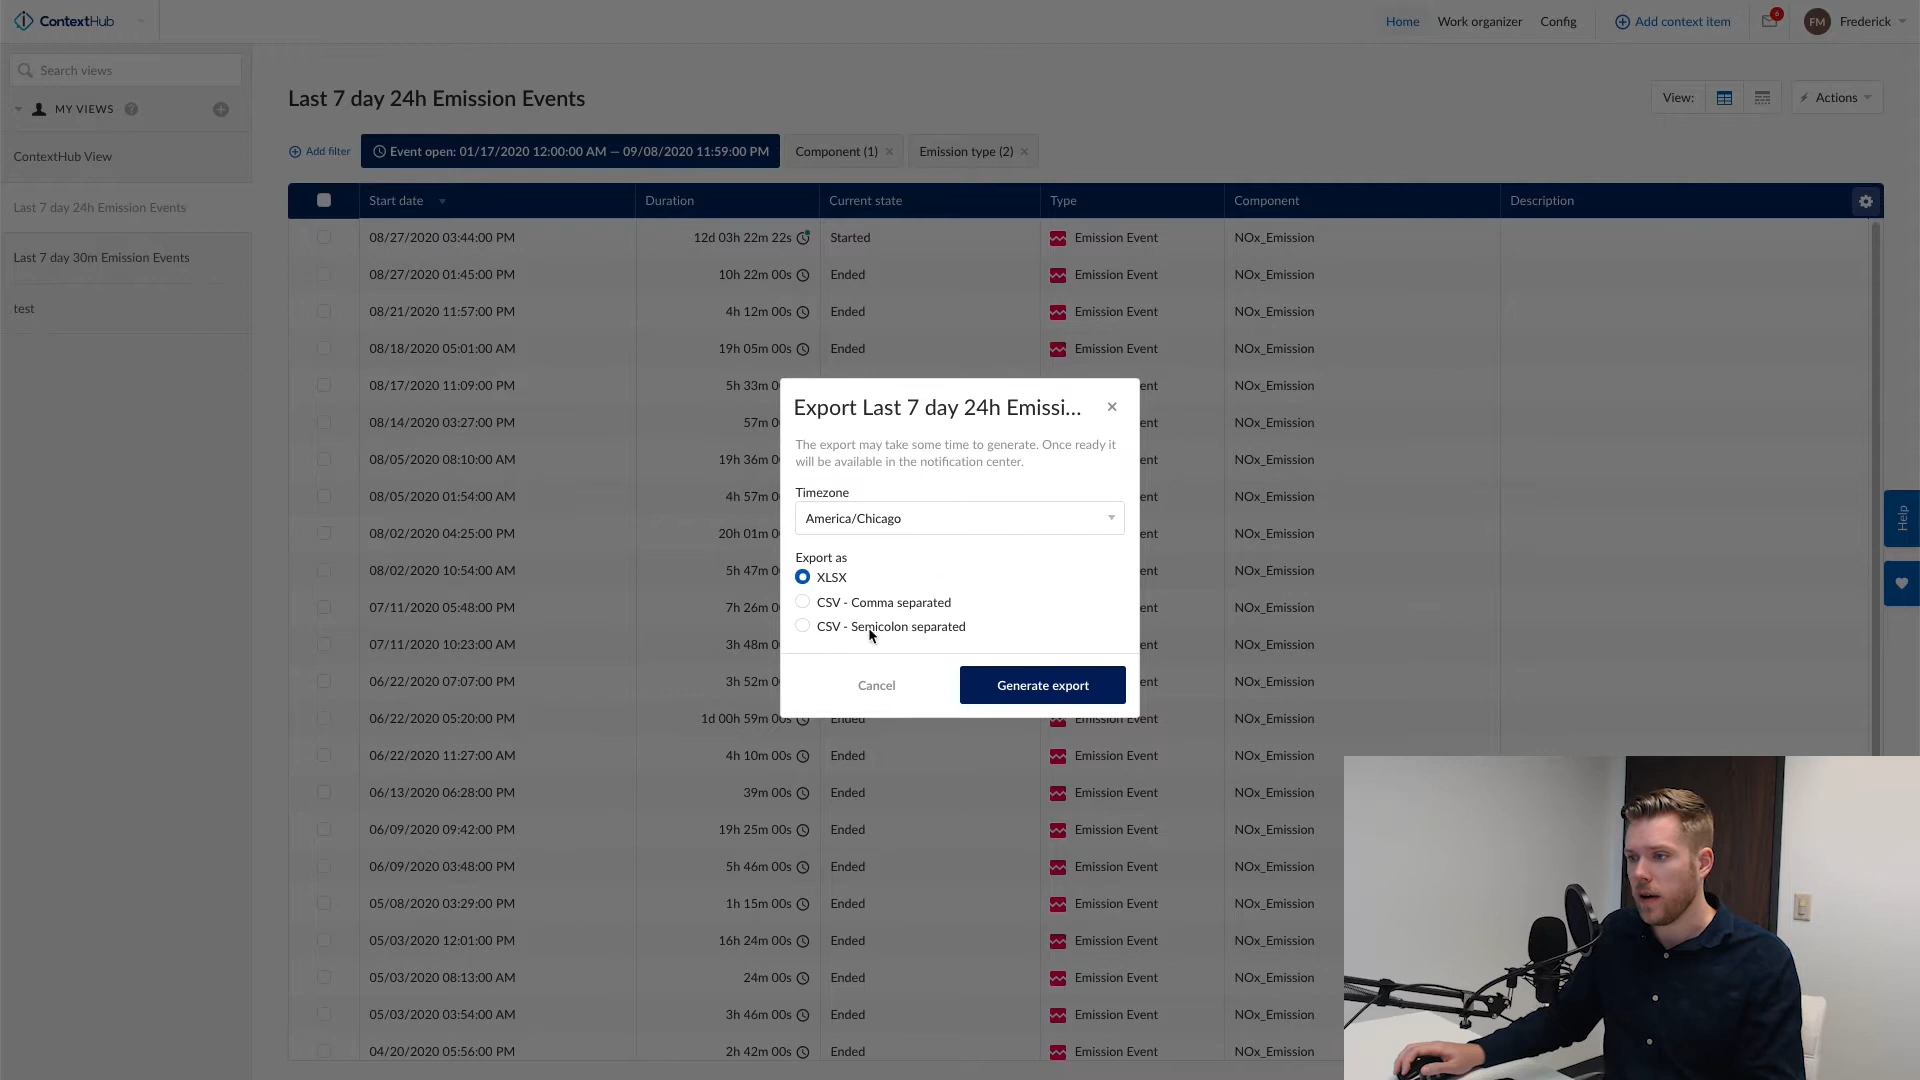 ContextHub
Home
Work organizer
Config
Add context item
6
FM
Frederick
Search views
MY VIEWS
?
ContextHub View
Last 7 day 24h Emission Events
Last 7 day 30m Emission Events
test
Last 7 day 24h Emission Events
View:
Actions
Add filter
Event open: 01/17/2020 12:00:00 AM — 09/08/2020 11:59:00 PM
Component (1) ×
Emission type (2) ×
Start date Duration Current state Type Component Description
08/27/2020 03:44:00 PM 12d 03h 22m 22s Started Emission Event NOx_Emission
08/27/2020 01:45:00 PM 10h 22m 00s Ended Emission Event NOx_Emission
08/21/2020 11:57:00 PM 4h 12m 00s Ended Emission Event NOx_Emission
08/18/2020 05:01:00 AM 19h 05m 00s Ended Emission Event NOx_Emission
08/17/2020 11:09:00 PM 5h 33m 0 ent NOx_Emission
08/14/2020 03:27:00 PM 57m 0 ent NOx_Emission
08/05/2020 08:10:00 AM 19h 36m 0 ent NOx_Emission
08/05/2020 01:54:00 AM 4h 57m 0 ent NOx_Emission
08/02/2020 04:25:00 PM 20h 01m 0 ent NOx_Emission
08/02/2020 10:54:00 AM 5h 47m 0 ent NOx_Emission
07/11/2020 05:48:00 PM 7h 26m 0 ent NOx_Emission
07/11/2020 10:23:00 AM 3h 48m 0 ent NOx_Emission
06/22/2020 07:07:00 PM 3h 52m 0 ent NOx_Emission
06/22/2020 05:20:00 PM 1d 00h 59m 00s Ended Emission Event NOx_Emission
06/22/2020 11:27:00 AM 4h 10m 00s Ended Emission Event NOx_Emission
06/13/2020 06:28:00 PM 39m 00s Ended Emission Event NOx_Emission
06/09/2020 09:42:00 PM 19h 25m 00s Ended Emission Event NOx_Emission
06/09/2020 03:48:00 PM 5h 46m 00s Ended Emission Event NOx_Emission
05/08/2020 03:29:00 PM 1h 15m 00s Ended Emission Event NOx_Emission
05/03/2020 12:01:00 PM 16h 24m 00s Ended Emission Event NOx_Emission
05/03/2020 08:13:00 AM 24m 00s Ended Emission Event NOx_Emission
05/03/2020 03:54:00 AM 3h 46m 00s Ended Emission Event NOx_Emission
04/20/2020 05:56:00 PM 2h 42m 00s Ended Emission Event NOx_Emission
Export Last 7 day 24h Emissi... ×
The export may take some time to generate. Once ready it
will be available in the notification center.
Timezone
America/Chicago
Export as
XLSX
CSV - Comma separated
CSV - Semicolon separated
Cancel
Generate export
Help